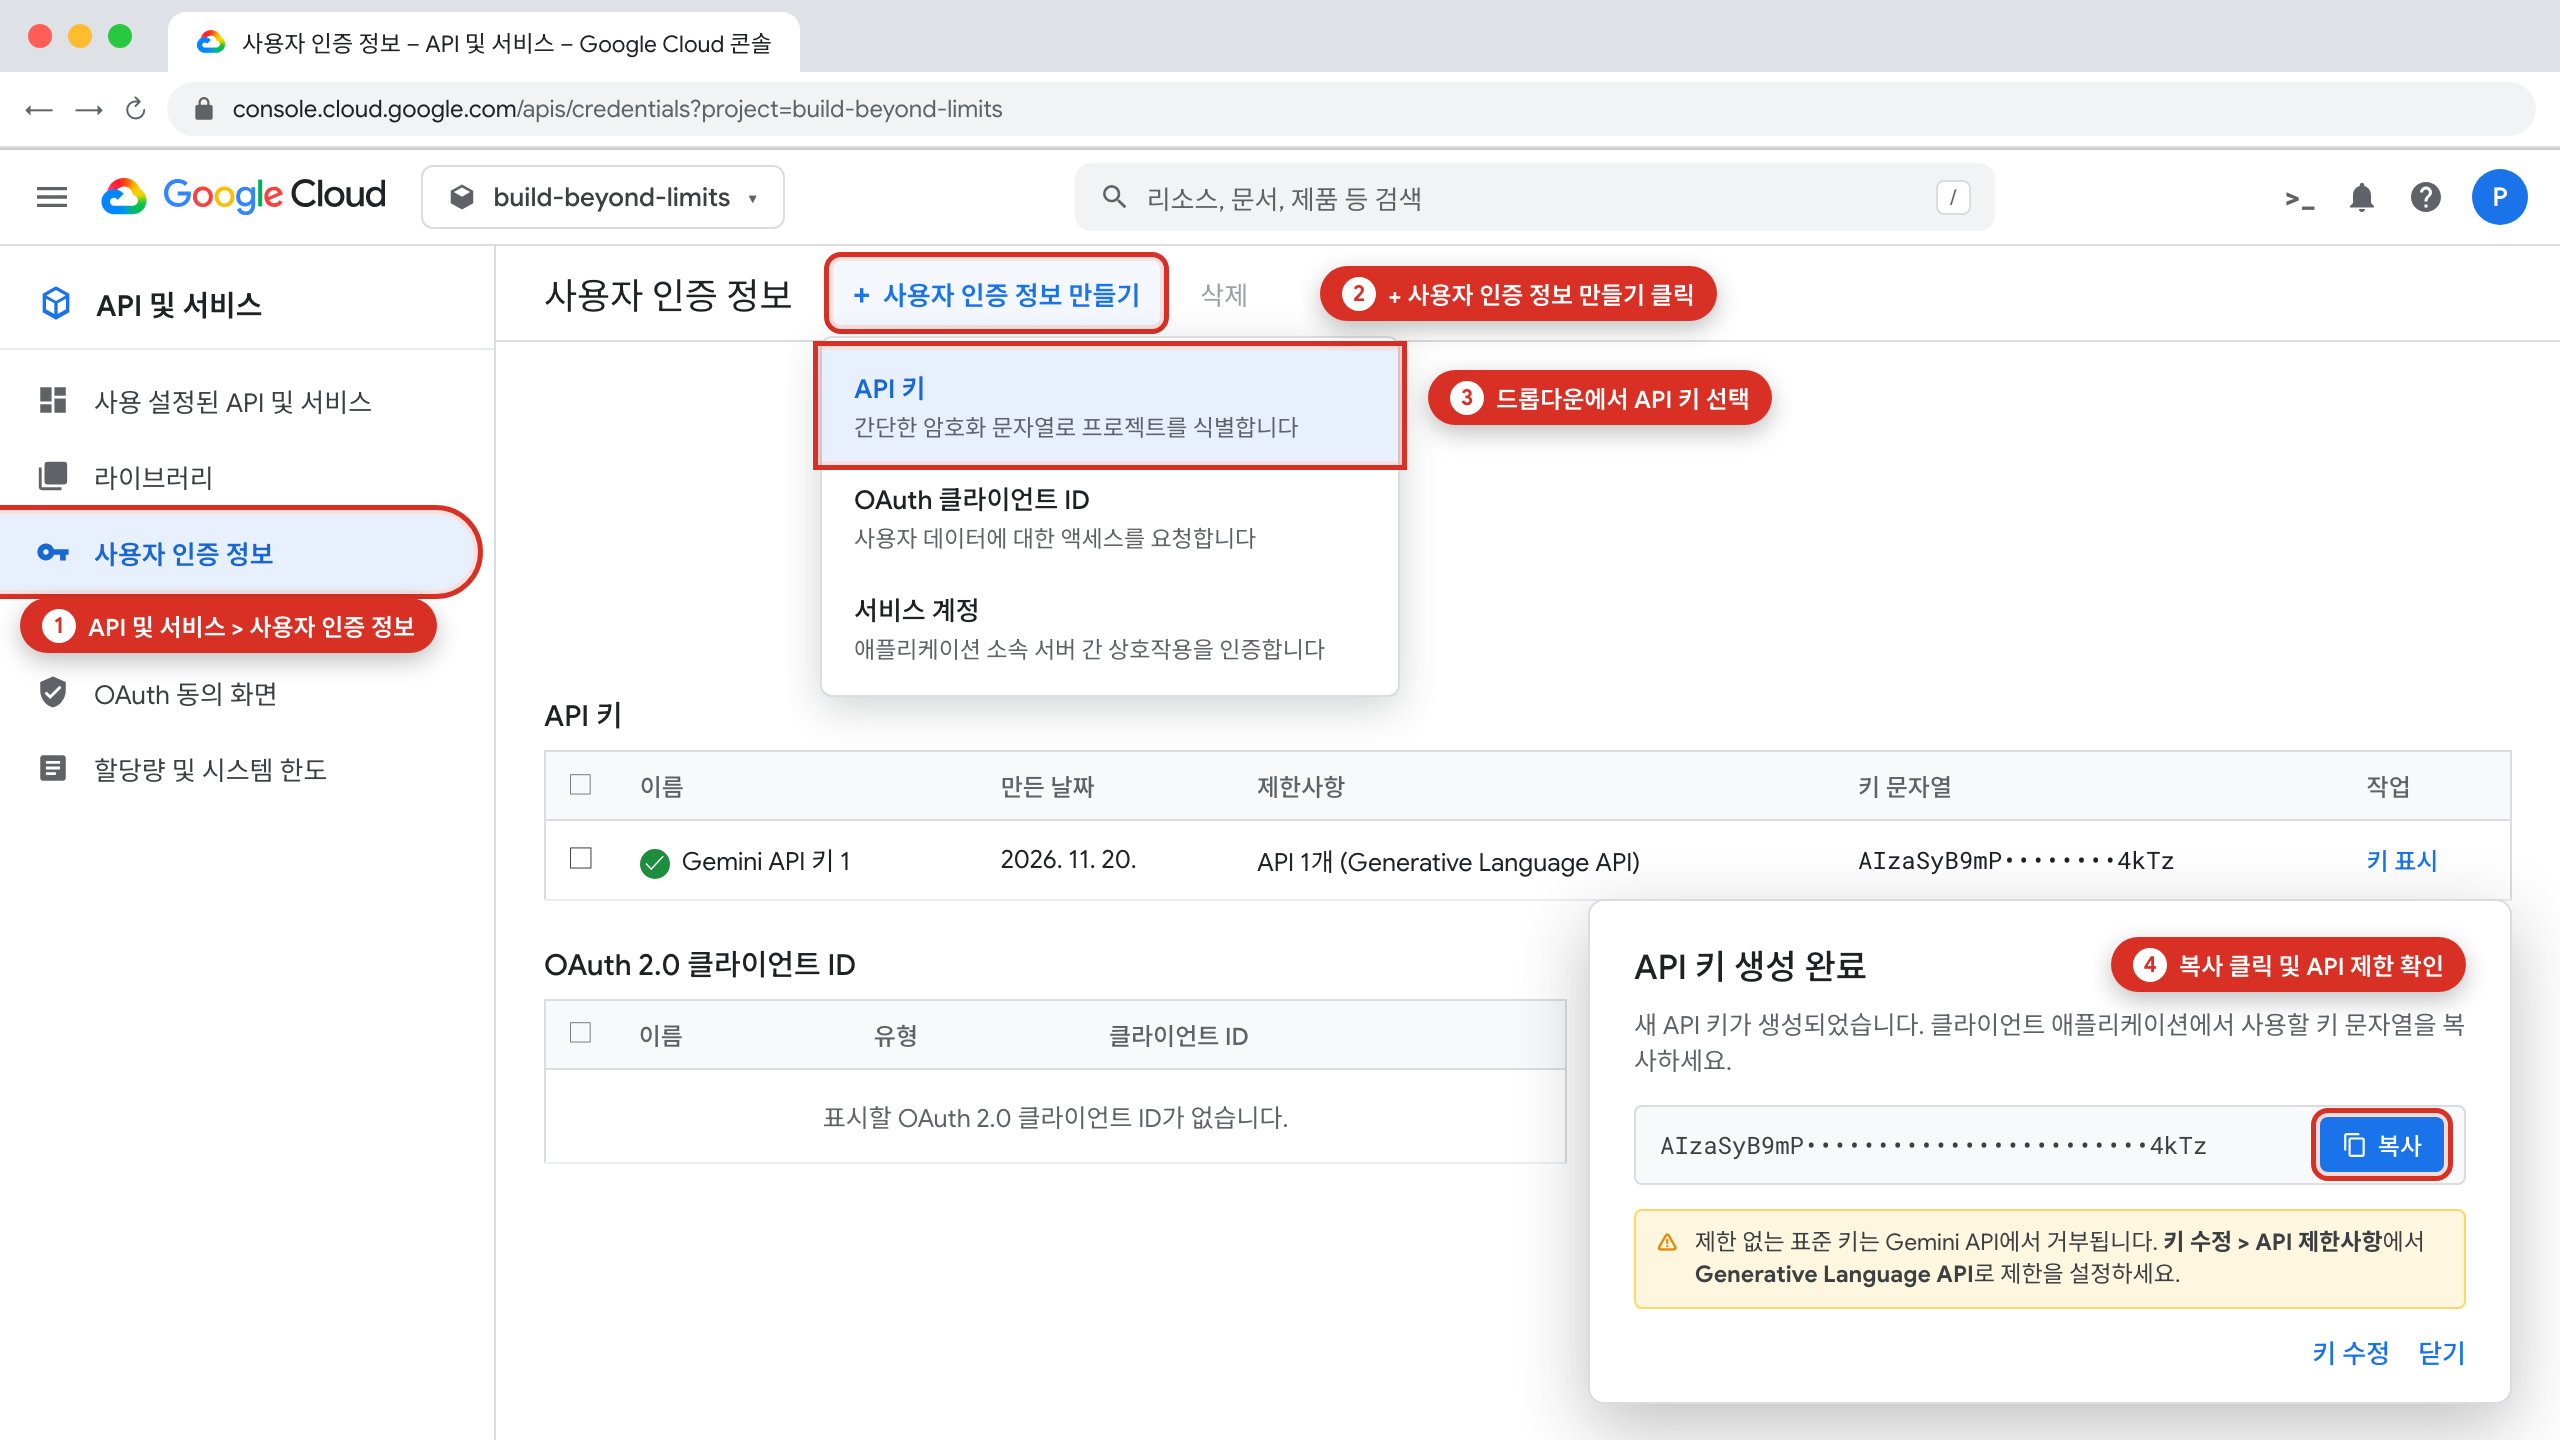 사용자 인증 정보 – API 및 서비스 – Google Cloud 콘솔
console.cloud.google.com/apis/credentials?project=build-beyond-limits
Google Cloud
build-beyond-limits
리소스, 문서, 제품 등 검색
/
>_
P
API 및 서비스
사용 설정된 API 및 서비스
라이브러리
사용자 인증 정보
1 API 및 서비스 > 사용자 인증 정보
OAuth 동의 화면
할당량 및 시스템 한도
사용자 인증 정보
+ 사용자 인증 정보 만들기
삭제
2 + 사용자 인증 정보 만들기 클릭
API 키
간단한 암호화 문자열로 프로젝트를 식별합니다
3 드롭다운에서 API 키 선택
OAuth 클라이언트 ID
사용자 데이터에 대한 액세스를 요청합니다
서비스 계정
애플리케이션 소속 서버 간 상호작용을 인증합니다
API 키
이름 만든 날짜 제한사항 키 문자열 작업
Gemini API 키 1 2026. 11. 20. API 1개 (Generative Language API) AIzaSyB9mP••••••••4kTz 키 표시
OAuth 2.0 클라이언트 ID
이름 유형 클라이언트 ID
표시할 OAuth 2.0 클라이언트 ID가 없습니다.
API 키 생성 완료
4 복사 클릭 및 API 제한 확인
새 API 키가 생성되었습니다. 클라이언트 애플리케이션에서 사용할 키 문자열을 복
사하세요.
AIzaSyB9mP•••••••••••••••••••••••••4kTz
복사
제한 없는 표준 키는 Gemini API에서 거부됩니다. 키 수정 > API 제한사항에서
Generative Language API로 제한을 설정하세요.
키 수정 닫기